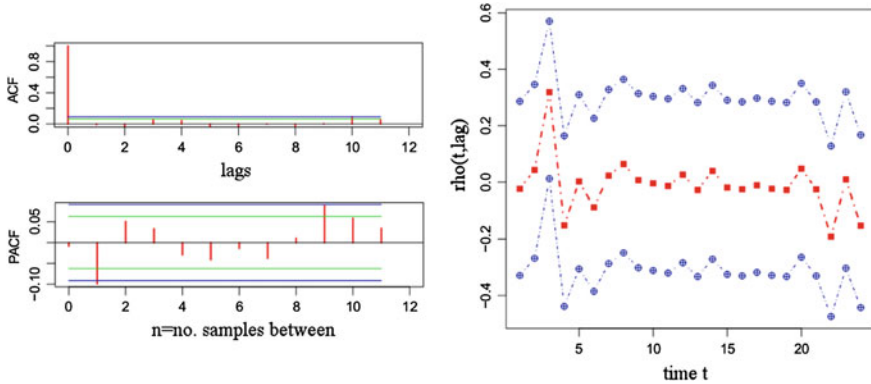 ACF
0.0 0.4 0.8
0 2 4 6 8 10 12
lags
PACF
−0.10 0.05
0 2 4 6 8 10 12
n=no. samples between
rho(t,lag)
−0.4 −0.2 0.0 0.2 0.4 0.6
5 10 15 20
time t